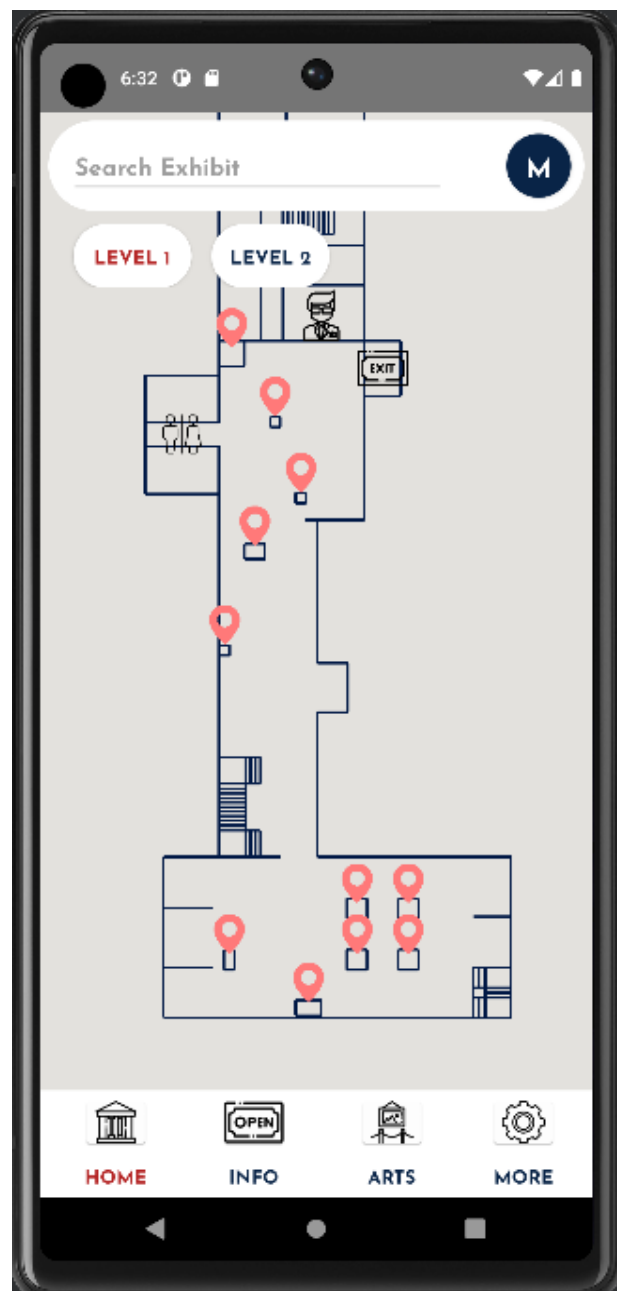 6:32
Search Exhibit
M
LEVEL 1 LEVEL 2
EXIT
OPEN
HOME INFO ARTS MORE